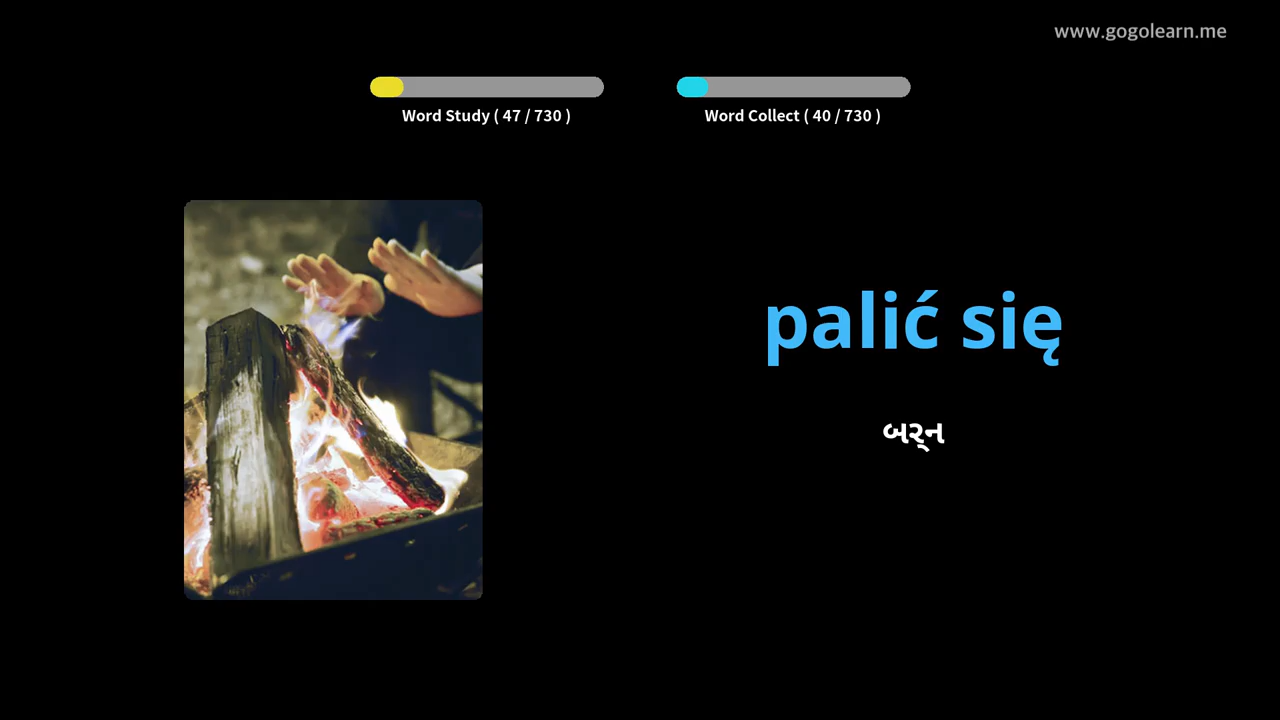 www.gogolearn.me
Word Study ( 47 / 730 )
Word Collect ( 40 / 730 )
palić się
બર્ન